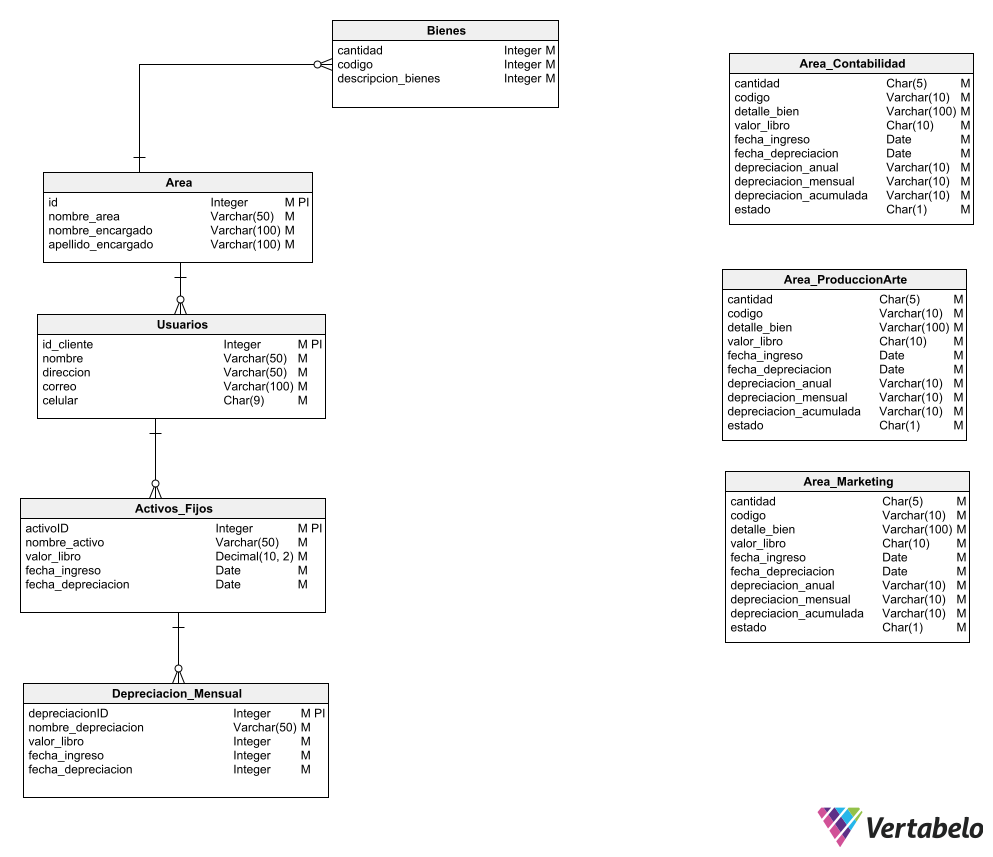 Bienes
cantidad Integer M
codigo Integer M
descripcion_bienes Integer M
Area
id Integer M PI
nombre_area Varchar(50) M
nombre_encargado Varchar(100) M
apellido_encargado Varchar(100) M
Usuarios
id_cliente Integer M PI
nombre Varchar(50) M
direccion Varchar(50) M
correo Varchar(100) M
celular Char(9) M
Activos_Fijos
activoID Integer M PI
nombre_activo Varchar(50) M
valor_libro Decimal(10, 2) M
fecha_ingreso Date M
fecha_depreciacion Date M
Depreciacion_Mensual
depreciacionID Integer M PI
nombre_depreciacion Varchar(50) M
valor_libro Integer M
fecha_ingreso Integer M
fecha_depreciacion Integer M
Area_Contabilidad
cantidad Char(5) M
codigo Varchar(10) M
detalle_bien Varchar(100) M
valor_libro Char(10) M
fecha_ingreso Date M
fecha_depreciacion Date M
depreciacion_anual Varchar(10) M
depreciacion_mensual Varchar(10) M
depreciacion_acumulada Varchar(10) M
estado Char(1) M
Area_ProduccionArte
cantidad Char(5) M
codigo Varchar(10) M
detalle_bien Varchar(100) M
valor_libro Char(10) M
fecha_ingreso Date M
fecha_depreciacion Date M
depreciacion_anual Varchar(10) M
depreciacion_mensual Varchar(10) M
depreciacion_acumulada Varchar(10) M
estado Char(1) M
Area_Marketing
cantidad Char(5) M
codigo Varchar(10) M
detalle_bien Varchar(100) M
valor_libro Char(10) M
fecha_ingreso Date M
fecha_depreciacion Date M
depreciacion_anual Varchar(10) M
depreciacion_mensual Varchar(10) M
depreciacion_acumulada Varchar(10) M
estado Char(1) M
Vertabelo